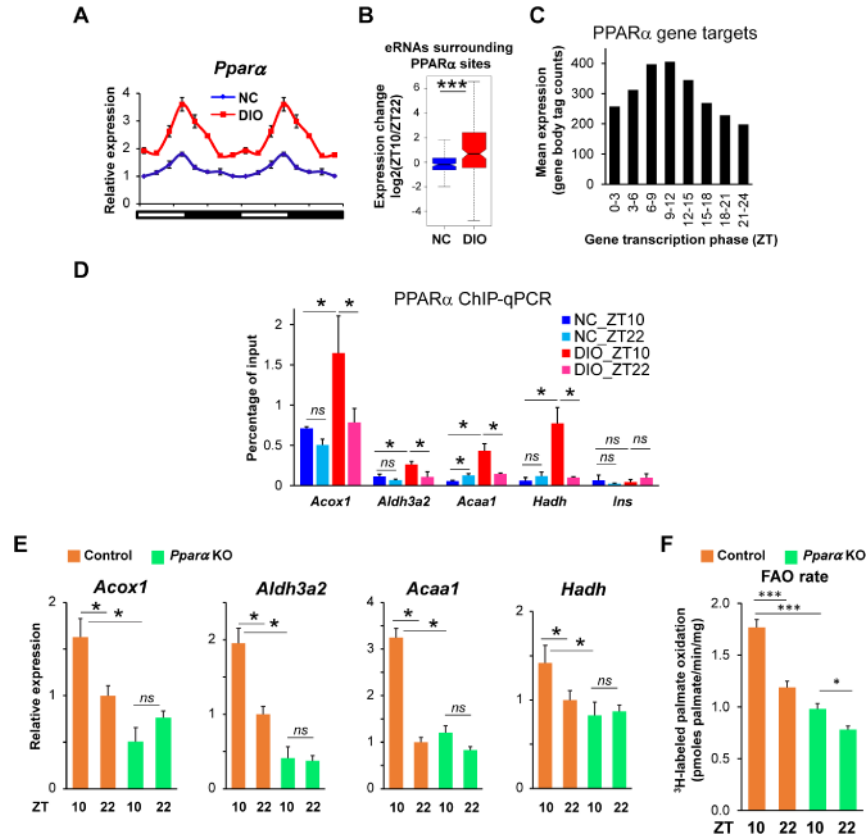 A
Pparα
NC
DIO
Relative expression
5
4
3
2
1
0
B
eRNAs surrounding
PPARα sites
***
Expression change
log2(ZT10/ZT22)
6
4
2
0
-2
-4
-6
NC DIO
C
PPARα gene targets
Mean expression
(gene body tag counts)
400
300
200
100
0
0-3
3-6
6-9
9-12
12-15
15-18
18-21
21-24
Gene transcription phase (ZT)
D
PPARα ChIP-qPCR
NC_ZT10
NC_ZT22
DIO_ZT10
DIO_ZT22
Percentage of input
2
1.5
1
0.5
0
* *
ns
* *
ns
* *
*
* *
ns
ns ns
ns
Acox1 Aldh3a2 Acaa1 Hadh Ins
E
Control Pparα KO
Relative expression
Acox1
2
1
0
*
*
ns
Aldh3a2
2
1
0
*
*
ns
Acaa1
4
3
2
1
0
*
*
ns
Hadh
2
1
0
*
*
ns
ZT 10 22 10 22 10 22 10 22 10 22 10 22 10 22 10 22
F
Control Pparα KO
FAO rate
³H-labeled palmate oxidation
(pmoles palmate/min/mg)
2.0
1.5
1.0
0.5
0
***
***
*
ZT 10 22 10 22